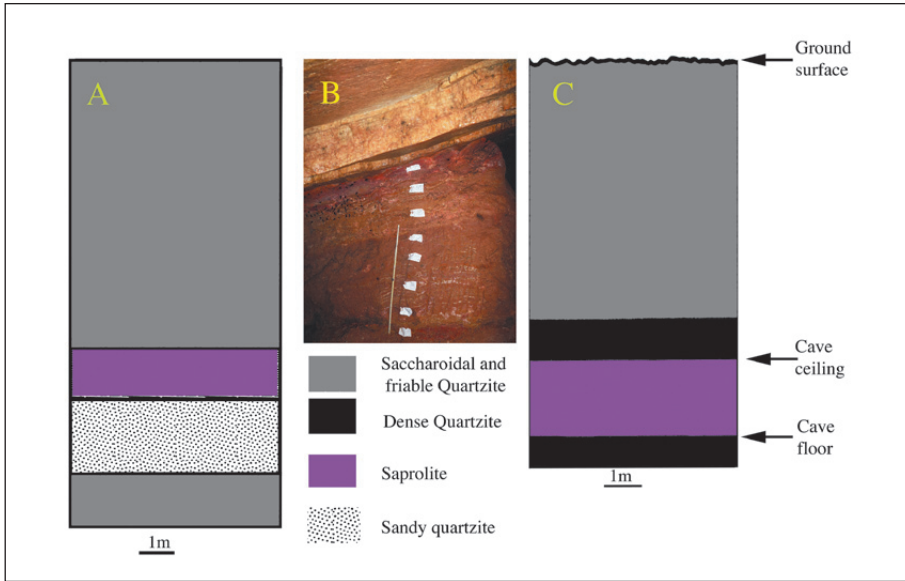 A
B
C
Ground
surface
Cave
ceiling
Cave
floor
Saccharoidal and
friable Quartzite
Dense Quartzite
Saprolite
Sandy quartzite
1m
1m